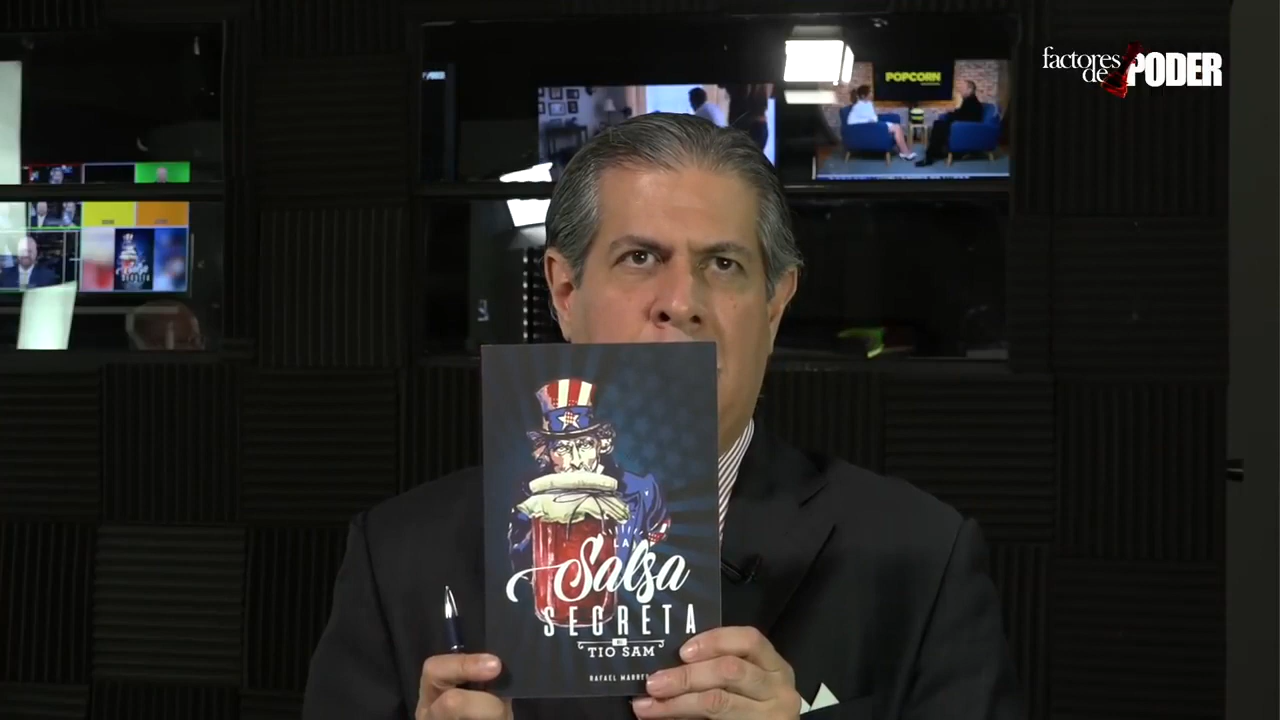 factores
de PODER
POPCORN
LA
Salsa
SECRETA
TIO SAM
RAFAEL